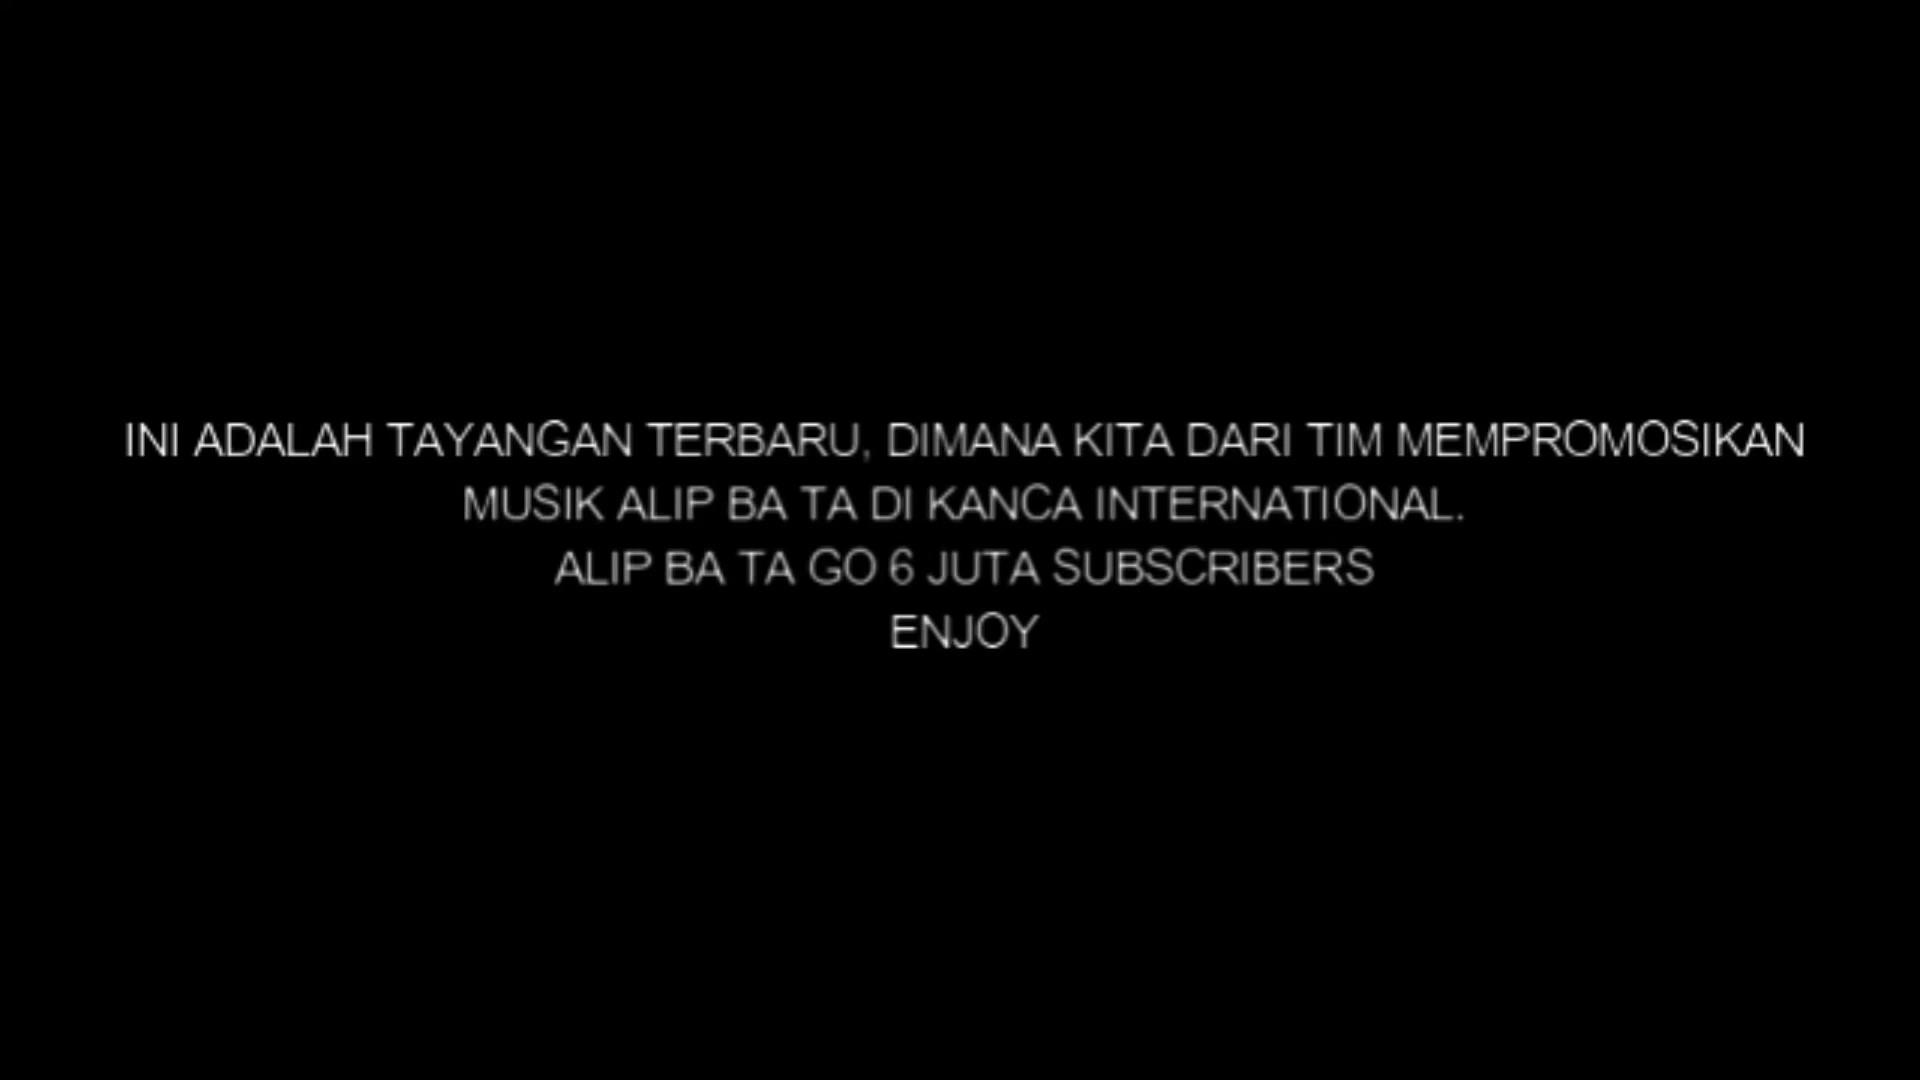 INI ADALAH TAYANGAN TERBARU, DIMANA KITA DARI TIM MEMPROMOSIKAN
MUSIK ALIP BA TA DI KANCA INTERNATIONAL.
ALIP BA TA GO 6 JUTA SUBSCRIBERS
ENJOY